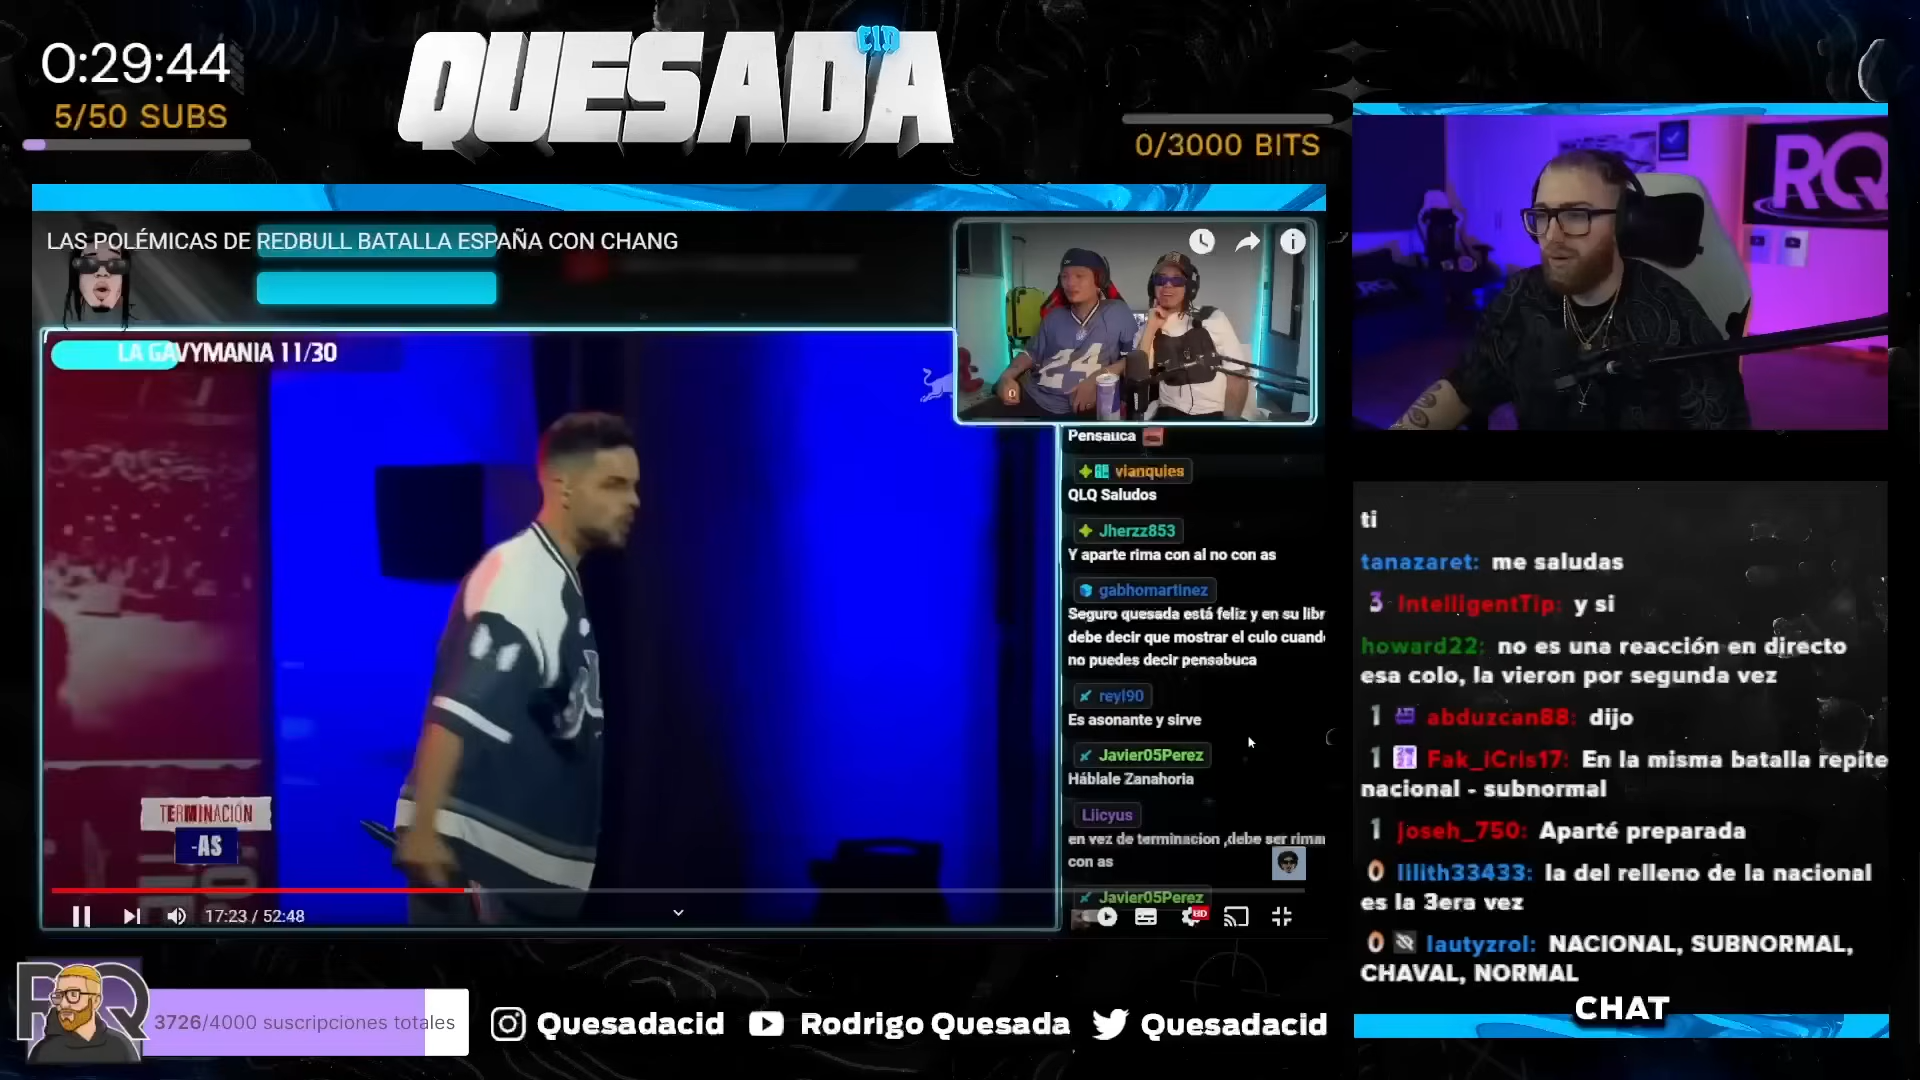 0:29:44
5/50 SUBS
QUESADA
CID
0/3000 BITS
LAS POLÉMICAS DE REDBULL BATALLA ESPAÑA CON CHANG
LA GAVYMANIA 11/30
24
TERMINACIÓN
-AS
17:23 / 52:48
HD
Pensauca
vianquies
QLQ Saludos
Jherzz853
Y aparte rima con al no con as
gabhomartinez
Seguro quesada está feliz y en su libr
debe decir que mostrar el culo cuand
no puedes decir pensabuca
reyl90
Es asonante y sirve
Javier05Perez
Háblale Zanahoria
Liicyus
en vez de terminacion ,debe ser rimar
con as
Javier05Perez
RQ
ti
tanazaret: me saludas
3 IntelligentTip: y si
howard22: no es una reacción en directo
esa colo, la vieron por segunda vez
1 abduzcan88: dijo
1 Fak_iCris17: En la misma batalla repite
nacional - subnormal
1 joseh_750: Aparté preparada
0 lilith33433: la del relleno de la nacional
es la 3era vez
0 lautyzrol: NACIONAL, SUBNORMAL,
CHAVAL, NORMAL
CHAT
RQ
3726/4000 suscripciones totales
Quesadacid
Rodrigo Quesada
Quesadacid